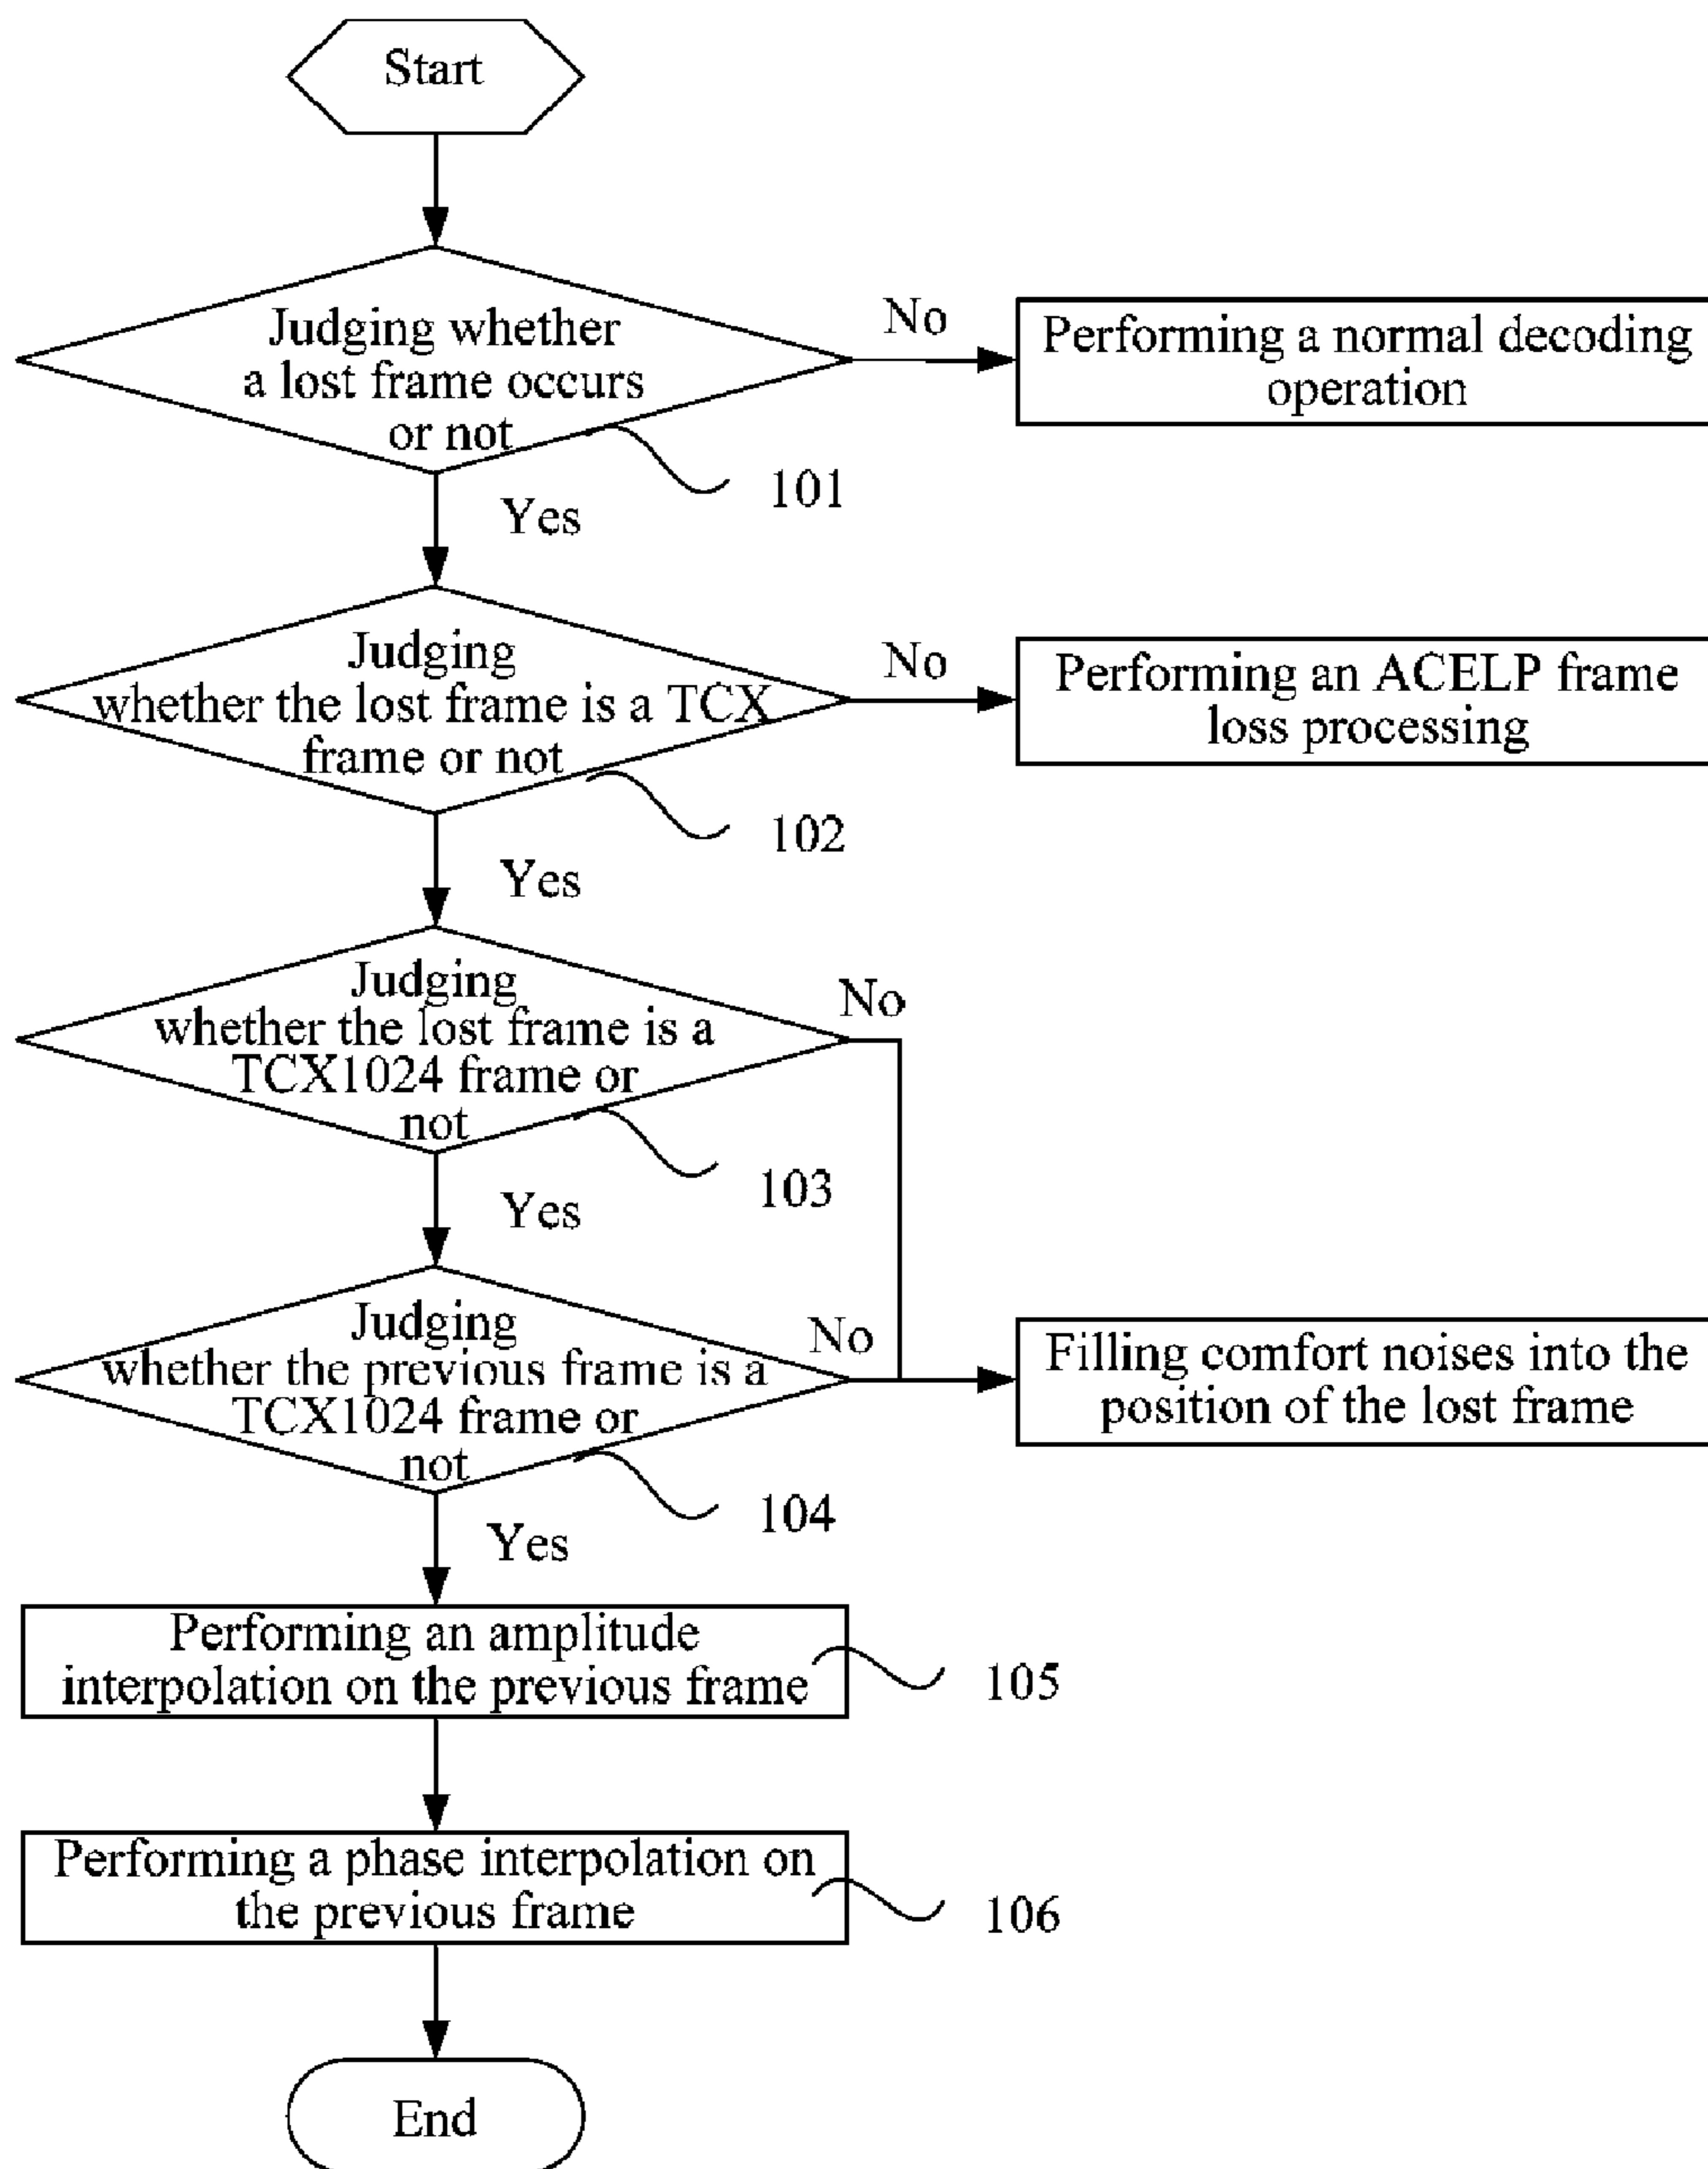 Start
Judging whether
a lost frame occurs
or not
No
Performing a normal decoding
operation
101
Yes
Judging
whether the lost frame is a TCX
frame or not
No
Performing an ACELP frame
loss processing
102
Yes
Judging
whether the lost frame is a
TCX1024 frame or
not
No
103
Yes
Judging
whether the previous frame is a
TCX1024 frame or
not
No
Filling comfort noises into the
position of the lost frame
104
Yes
Performing an amplitude
interpolation on the previous frame
105
Performing a phase interpolation on
the previous frame
106
End